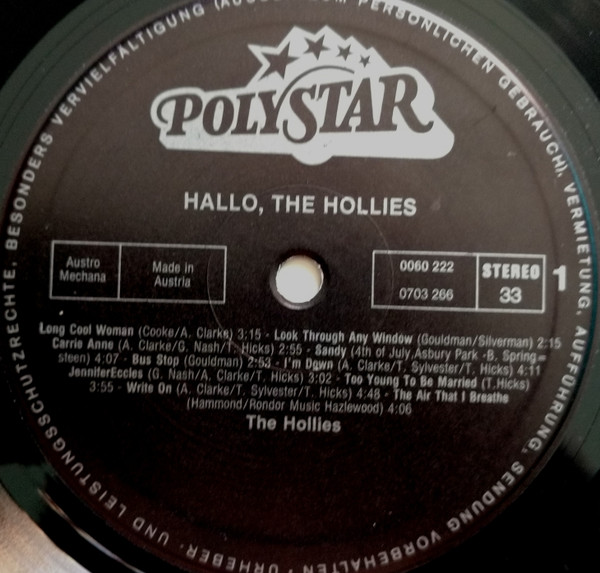 POLYSTAR
HALLO, THE HOLLIES
Austro
Mechana
Made in
Austria
0060 222
0703 266
STEREO
33
1
Long Cool Woman (Cooke/A. Clarke) 3:15 - Look Through Any Window (Gouldman/Silverman) 2:15
Carrie Anne (A. Clarke/G. Nash/T. Hicks) 2:55 - Sandy (4th of July, Asbury Park -B. Spring=
steen) 4:07 - Bus Stop (Gouldman) 2:53 - I'm Down (A. Clarke/T. Sylvester/T. Hicks) 4:11
JenniferEccles (G. Nash/A. Clarke/T. Hicks) 3:02 - Too Young To Be Married (T.Hicks)
3:55 - Write On (A. Clarke/T. Sylvester/T. Hicks) 4:48 - The Air That I Breathe
(Hammond/Rondor Music Hazlewood) 4:06
The Hollies
URHEBER- UND LEISTUNGSSCHUTZRECHTE, BESONDERS VERVIELFÄLTIGUNG PERSÖNLICHEN GEBRAUCH), VERMIETUNG, AUFFÜHRUNG, SENDUNG VORBEHALTEN ·